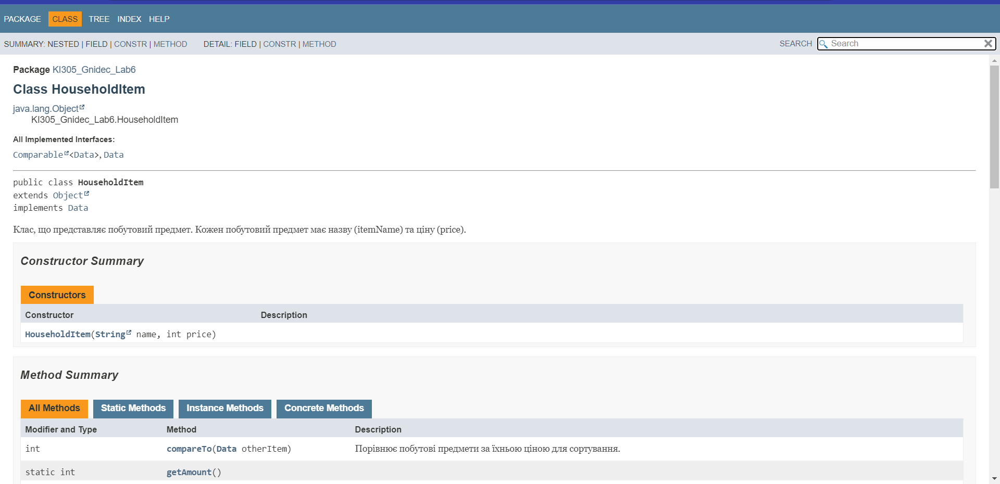 PACKAGE CLASS TREE INDEX HELP
SUMMARY: NESTED | FIELD | CONSTR | METHOD DETAIL: FIELD | CONSTR | METHOD SEARCH Search
Package KI305_Gnidec_Lab6
Class HouseholdItem
java.lang.Object
KI305_Gnidec_Lab6.HouseholdItem
All Implemented Interfaces:
Comparable<Data>, Data
public class HouseholdItem
extends Object
implements Data
Клас, що представляє побутовий предмет. Кожен побутовий предмет має назву (itemName) та ціну (price).
Constructor Summary
Constructors
Constructor Description
HouseholdItem(String name, int price)
Method Summary
All Methods Static Methods Instance Methods Concrete Methods
Modifier and Type Method Description
int compareTo(Data otherItem) Порівнює побутові предмети за їхньою ціною для сортування.
static int getAmount()